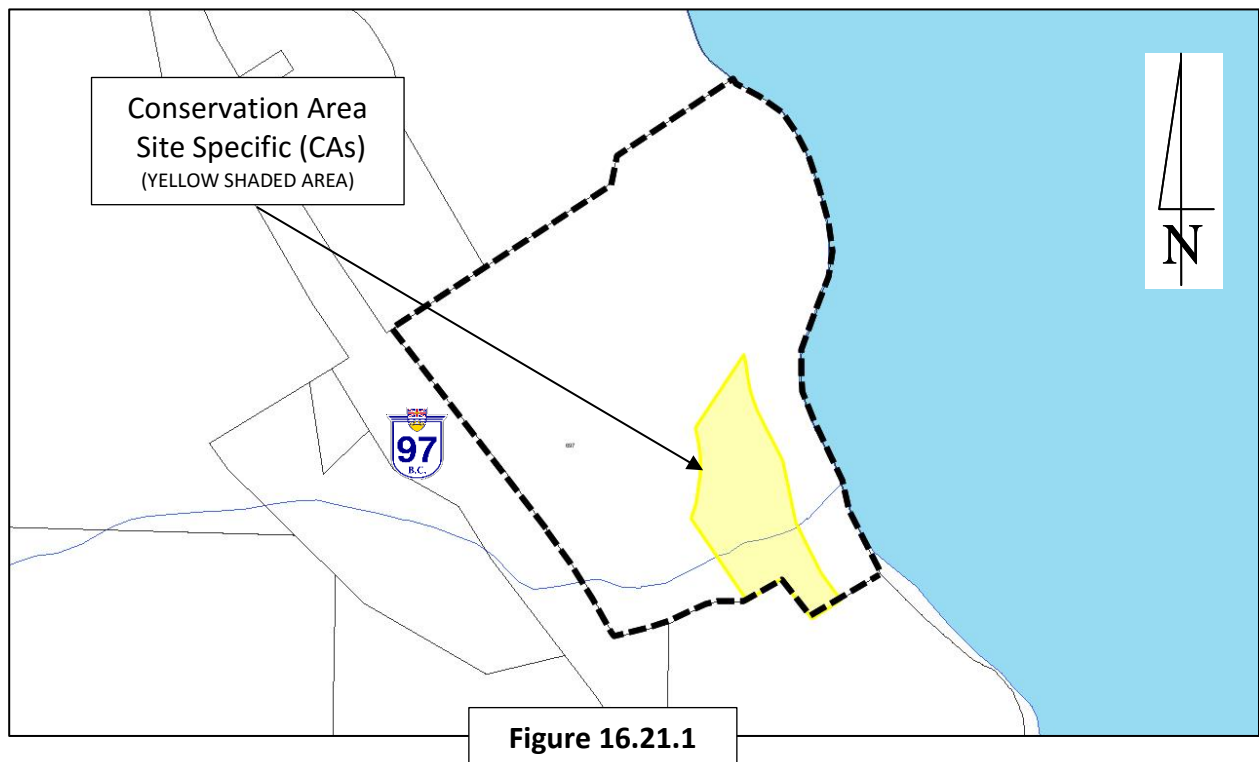 Conservation Area
Site Specific (CAs)
(YELLOW SHADED AREA)
N
97
B.C.
Figure 16.21.1